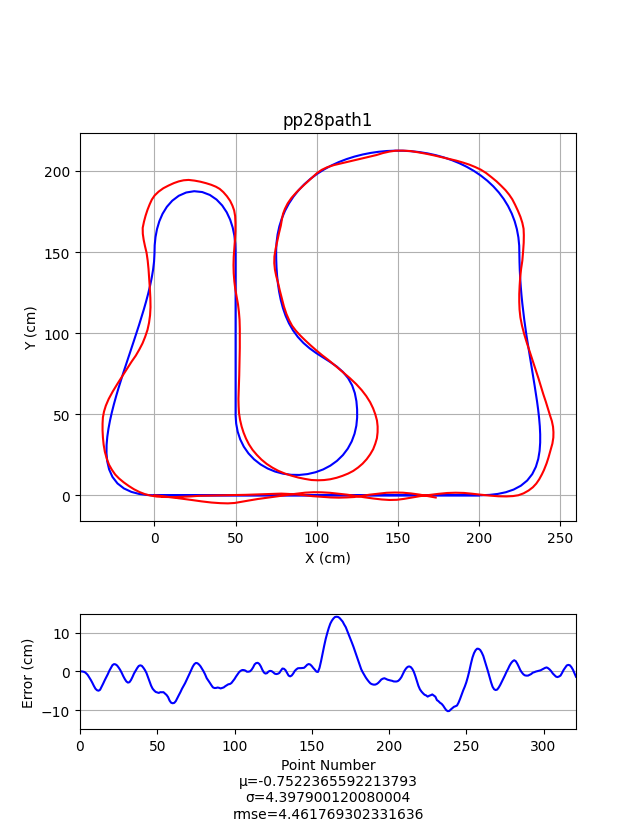 pp28path1
200
150
100
50
0
Y (cm)
0 50 100 150 200 250
X (cm)
10
0
−10
Error (cm)
0 50 100 150 200 250 300
Point Number
μ=-0.7522365592213793
σ=4.397900120080004
rmse=4.461769302331636